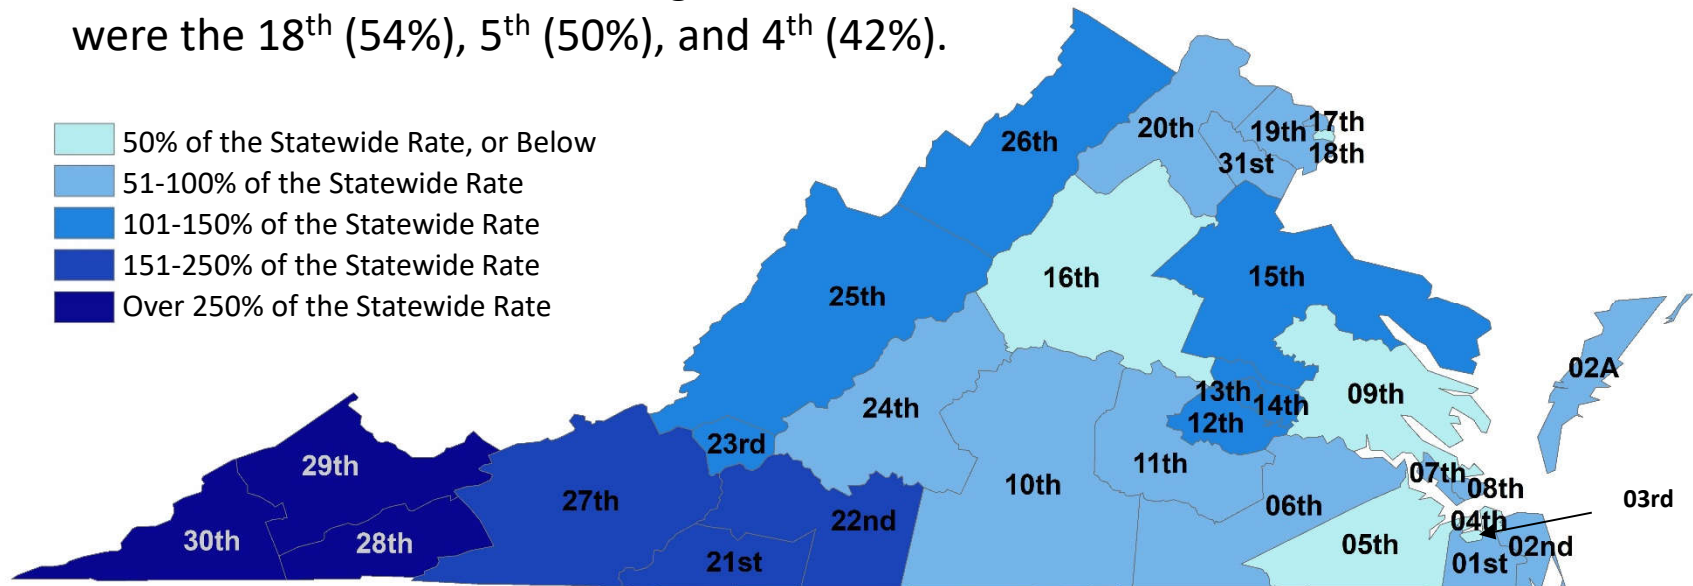 were the 18th (54%), 5th (50%), and 4th (42%).
50% of the Statewide Rate, or Below
51-100% of the Statewide Rate
101-150% of the Statewide Rate
151-250% of the Statewide Rate
Over 250% of the Statewide Rate
26th
20th
19th
17th
18th
31st
16th
15th
25th
02A
24th
13th
14th
12th
09th
23rd
29th
11th
07th
08th
10th
27th
06th
03rd
22nd
04th
30th
28th
05th
02nd
21st
01st